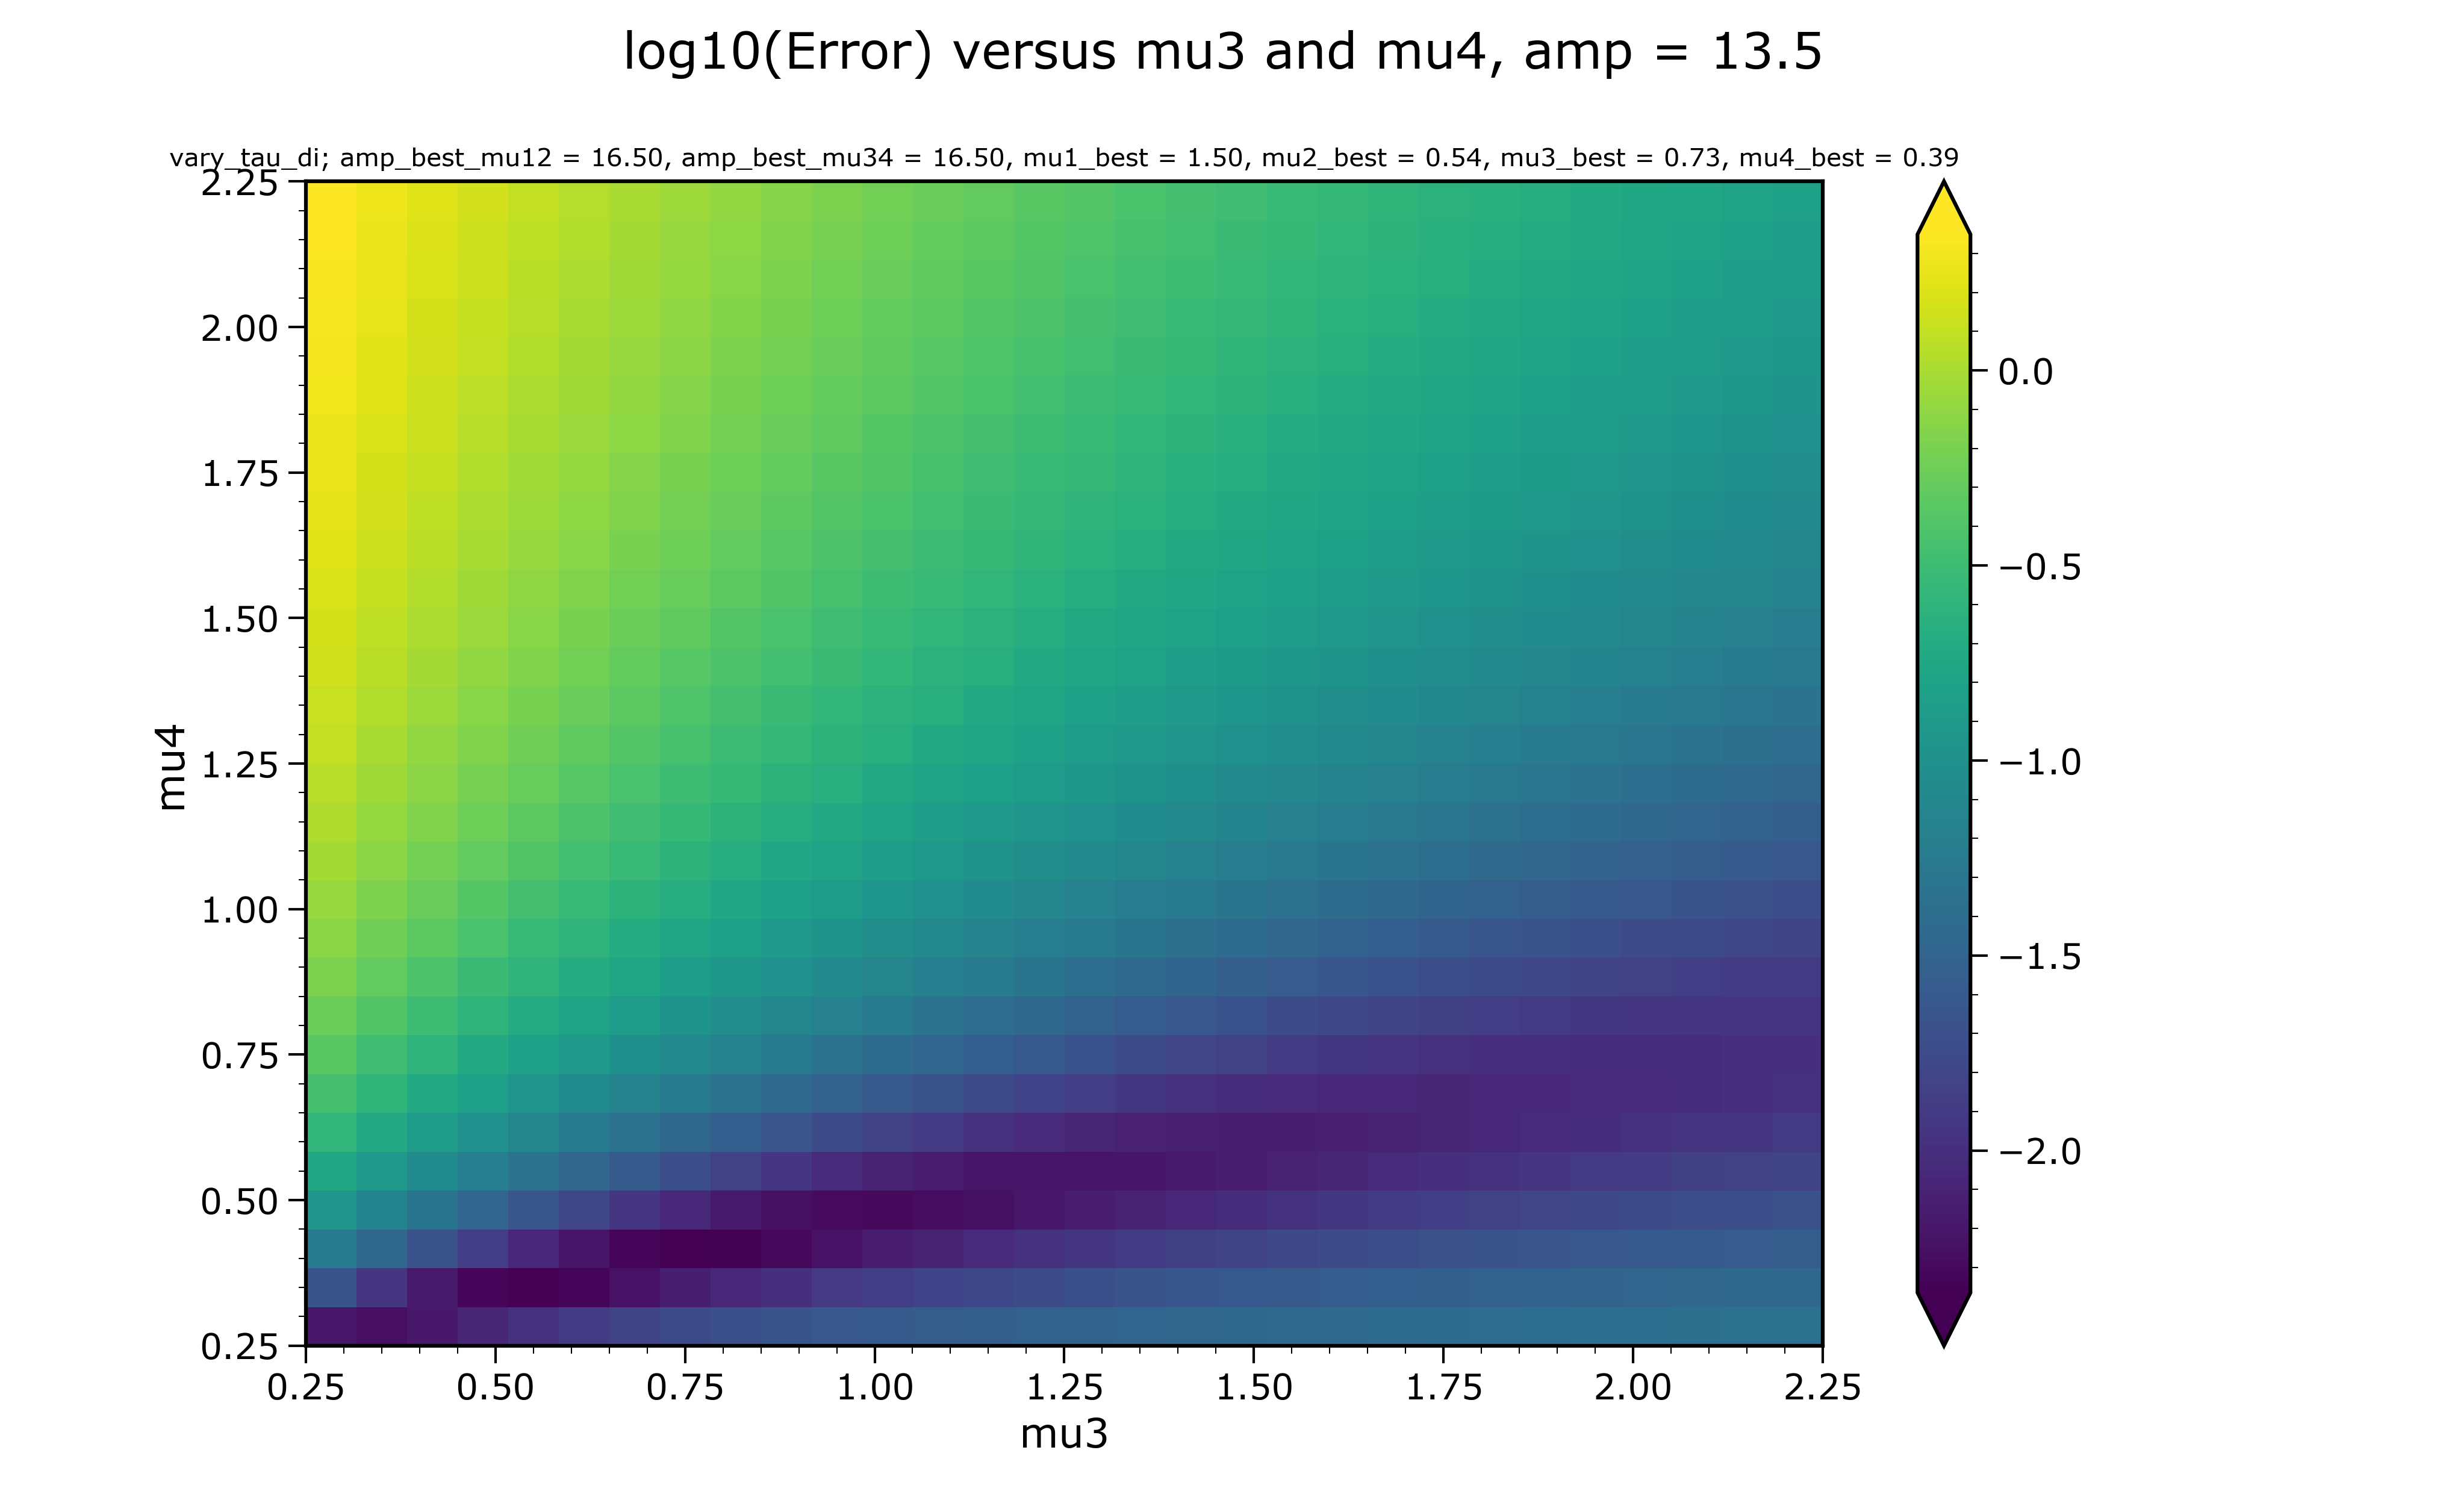 log10(Error) versus mu3 and mu4, amp = 13.5
vary_tau_di; amp_best_mu12 = 16.50, amp_best_mu34 = 16.50, mu1_best = 1.50, mu2_best = 0.54, mu3_best = 0.73, mu4_best = 0.39
2.25
2.00
1.75
1.50
1.25
1.00
0.75
0.50
0.25
mu4
0.25 0.50 0.75 1.00 1.25 1.50 1.75 2.00 2.25
mu3
0.0
−0.5
−1.0
−1.5
−2.0